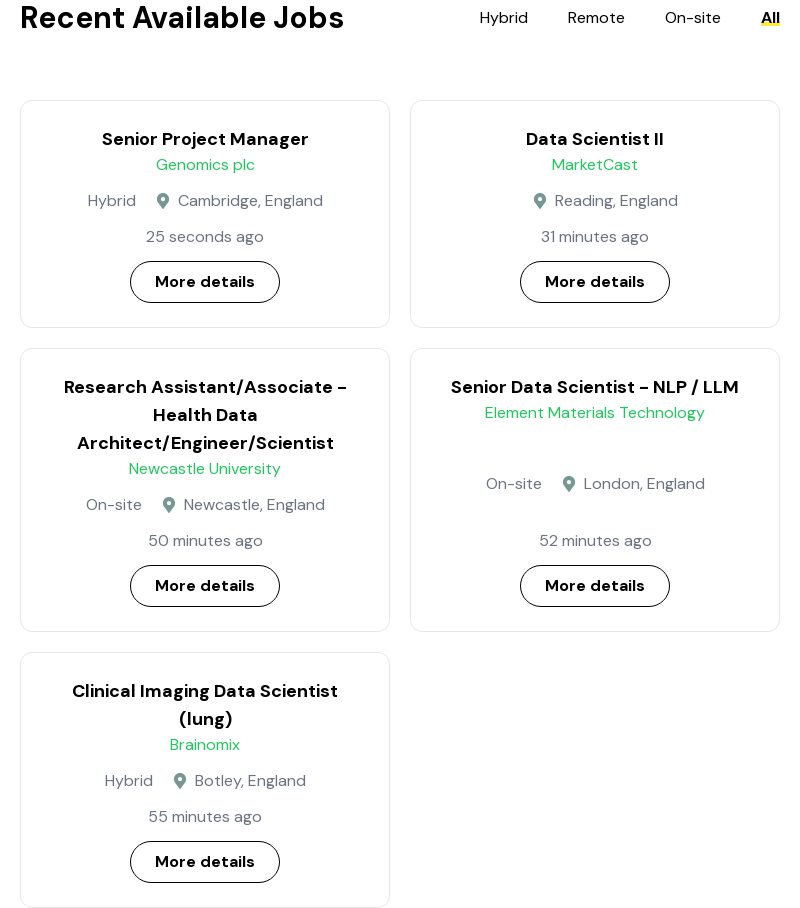 Recent Available Jobs
Hybrid Remote On-site All
Senior Project Manager
Genomics plc
Hybrid Cambridge, England
25 seconds ago
More details
Data Scientist II
MarketCast
Reading, England
31 minutes ago
More details
Research Assistant/Associate -
Health Data
Architect/Engineer/Scientist
Newcastle University
On-site Newcastle, England
50 minutes ago
More details
Senior Data Scientist - NLP / LLM
Element Materials Technology
On-site London, England
52 minutes ago
More details
Clinical Imaging Data Scientist
(lung)
Brainomix
Hybrid Botley, England
55 minutes ago
More details